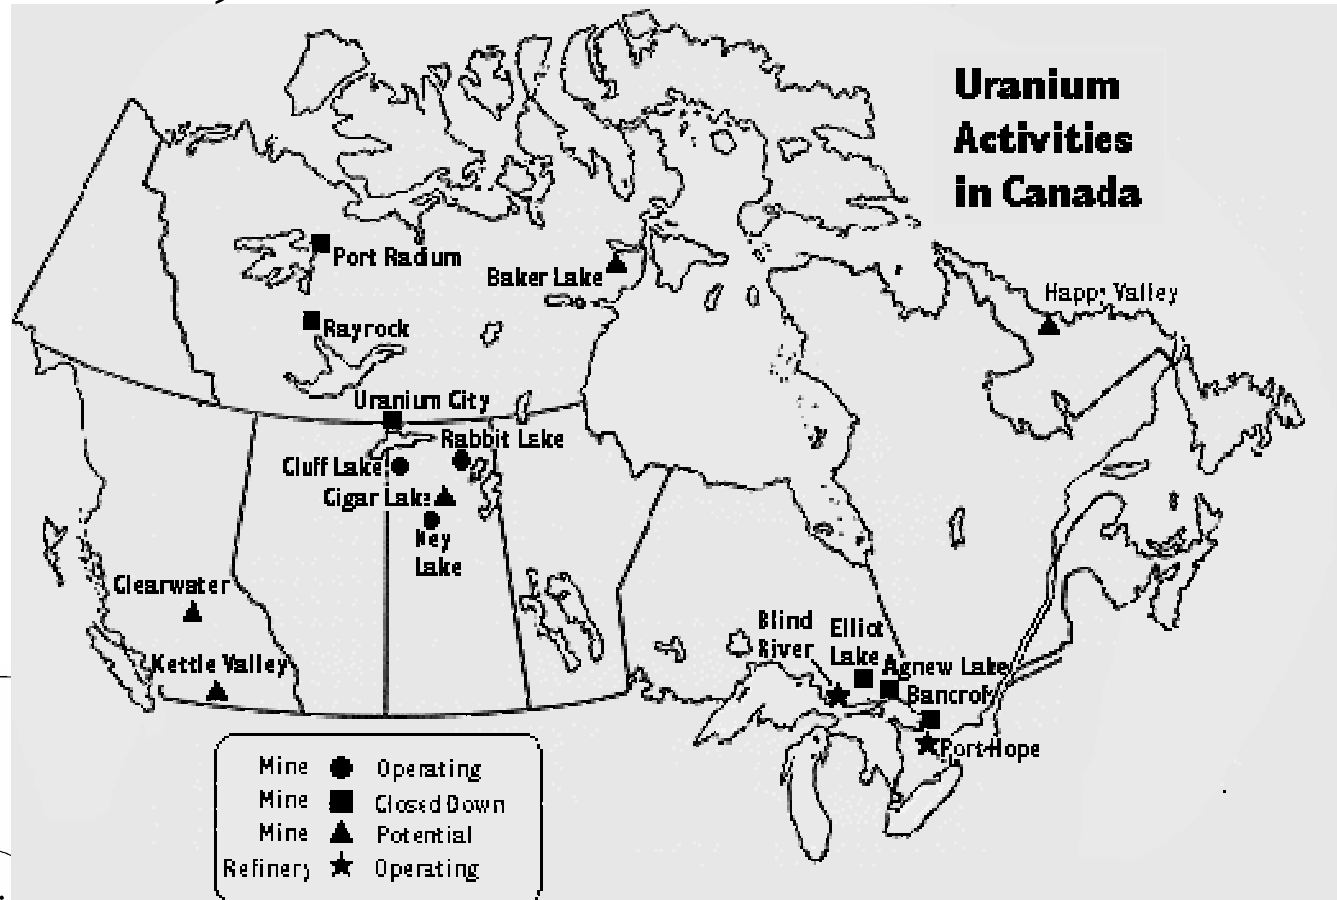 Uranium
Activities
in Canada
Port Radium
Baker Lake
Happy Valley
Rayrock
Uranium City
Rabbit Lake
Cluff Lake
Cigar Lake
Key
Lake
Clearwater
Kettle Valley
Blind
River
Elliot
Lake
Agnew Lake
Bancroft
Port Hope
Mine Operating
Mine Closed Down
Mine Potential
Refinery Operating